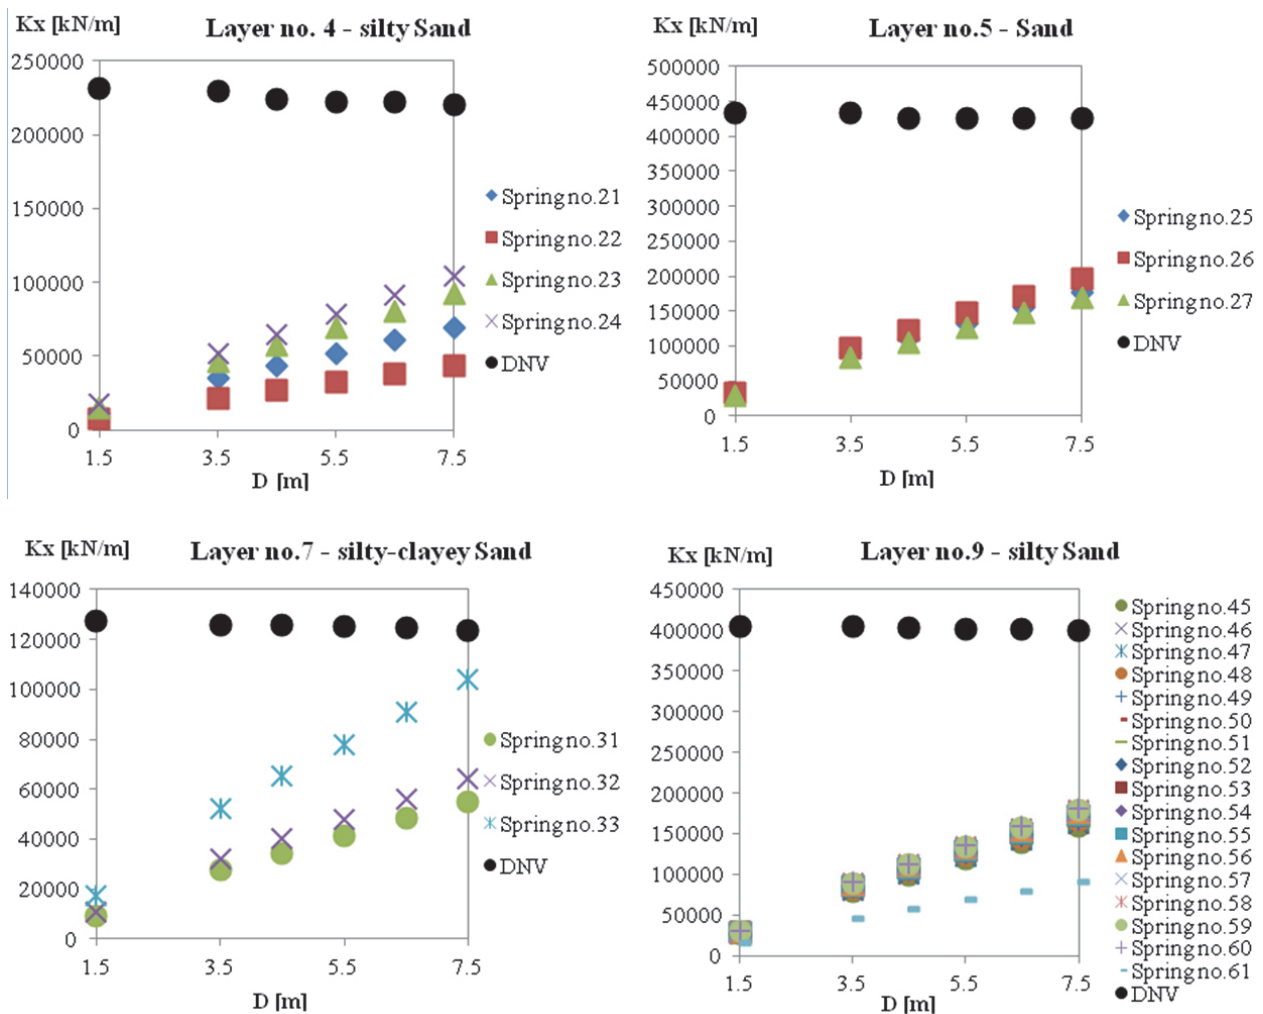 Kx [kN/m]
Layer no. 4 - silty Sand
250000
200000
150000
100000
50000
0
1.5
3.5
5.5
7.5
D [m]
Spring no.21
Spring no.22
Spring no.23
Spring no.24
DNV
Kx [kN/m]
Layer no.5 - Sand
500000
450000
400000
350000
300000
250000
200000
150000
100000
50000
0
1.5
3.5
5.5
7.5
D [m]
Spring no.25
Spring no.26
Spring no.27
DNV
Kx [kN/m]
Layer no.7 - silty-clayey Sand
140000
120000
100000
80000
60000
40000
20000
0
1.5
3.5
5.5
7.5
D [m]
Spring no.31
Spring no.32
Spring no.33
DNV
Kx [kN/m]
Layer no.9 - silty Sand
450000
400000
350000
300000
250000
200000
150000
100000
50000
0
1.5
3.5
5.5
7.5
D [m]
Spring no.45
Spring no.46
Spring no.47
Spring no.48
Spring no.49
Spring no.50
Spring no.51
Spring no.52
Spring no.53
Spring no.54
Spring no.55
Spring no.56
Spring no.57
Spring no.58
Spring no.59
Spring no.60
Spring no.61
DNV